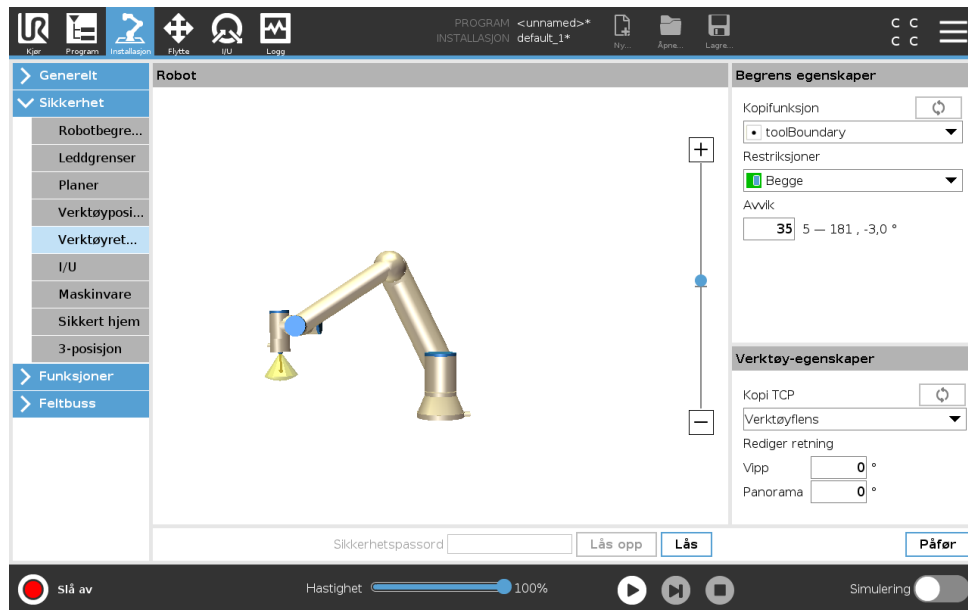 UR
PROGRAM <unnamed>*
INSTALLASJON default_1*
Kjør
Program
Installasjon
Flytte
I/U
Logg
Ny...
Åpne...
Lagre...
C C
C C
Generelt
Sikkerhet
Robotbegre...
Leddgrenser
Planer
Verktøyposi...
Verktøyret...
I/U
Maskinvare
Sikkert hjem
3-posisjon
Funksjoner
Feltbuss
Robot
Begrens egenskaper
Kopifunksjon
toolBoundary
Restriksjoner
Begge
Avvik
35 5 — 181 , -3,0 °
Verktøy-egenskaper
Kopi TCP
Verktøyflens
Rediger retning
Vipp 0 °
Panorama 0 °
Sikkerhetspassord
Lås opp
Lås
Påfør
Slå av
Hastighet
100%
Simulering